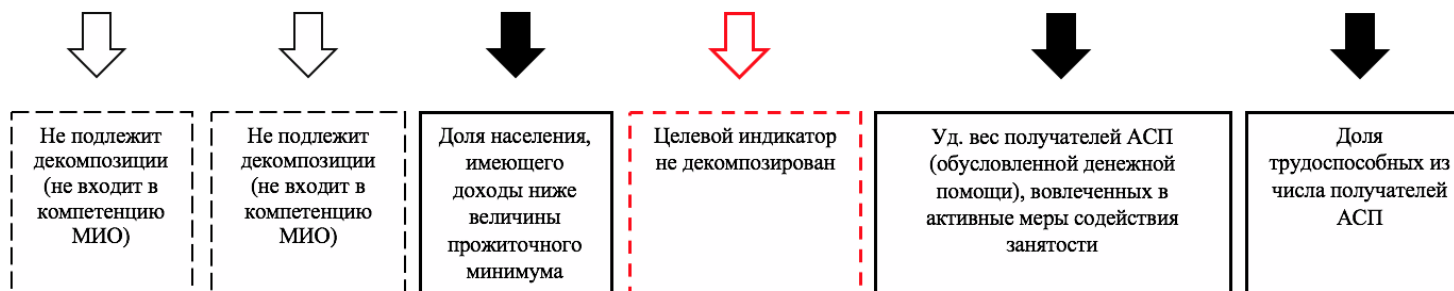 Не подлежит
декомпозиции
(не входит в
компетенцию
МИО)
Не подлежит
декомпозиции
(не входит в
компетенцию
МИО)
Доля населения,
имеющего
доходы ниже
величины
прожиточного
минимума
Целевой индикатор
не декомпозирован
Уд. вес получателей АСП
(обусловленной денежной
помощи), вовлеченных в
активные меры содействия
занятости
Доля
трудоспособных из
числа получателей
АСП